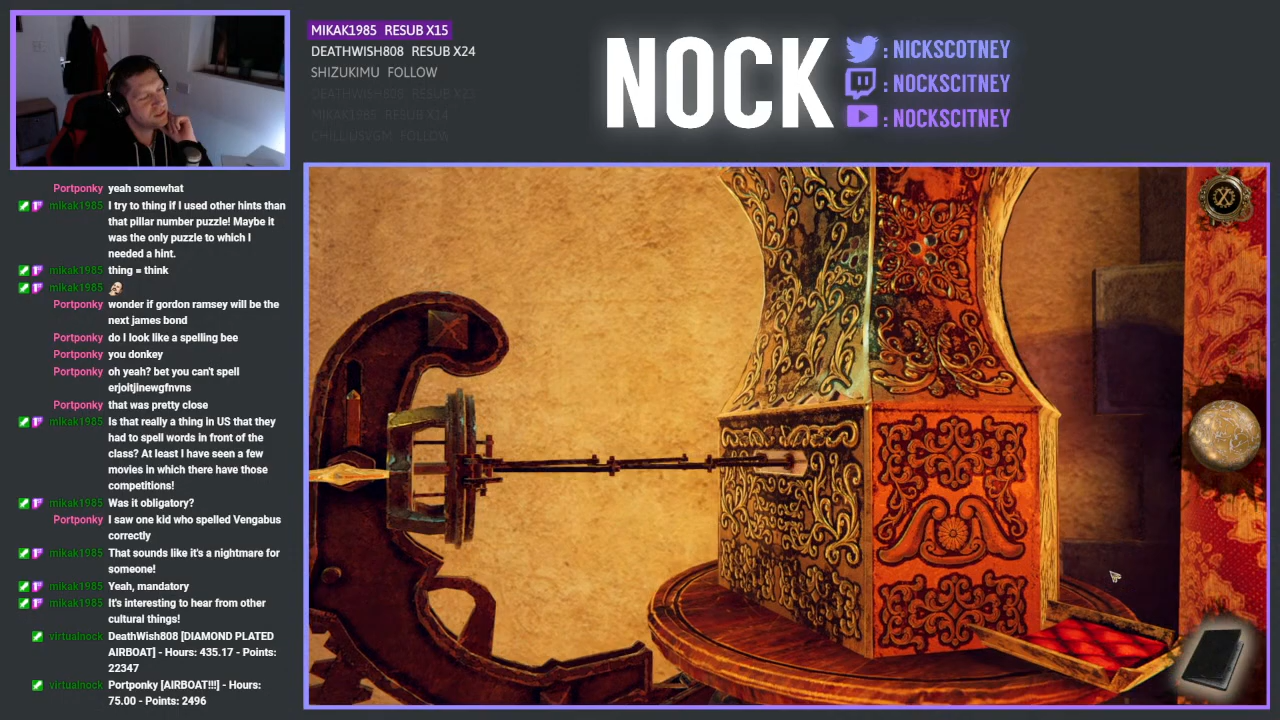 MIKAK1985 RESUB X15
DEATHWISH808 RESUB X24
SHIZUKIMU FOLLOW
DEATHWISH808 RESUB X23
MIKAK1985 RESUB X14
CHILLIUSVGM FOLLOW
NOCK
: NICKSCOTNEY
: NOCKSCITNEY
: NOCKSCITNEY
Portponky yeah somewhat
mikak1985 I try to thing if I used other hints than
that pillar number puzzle! Maybe it
was the only puzzle to which I
needed a hint.
mikak1985 thing = think
mikak1985
Portponky wonder if gordon ramsey will be the
next james bond
Portponky do I look like a spelling bee
Portponky you donkey
Portponky oh yeah? bet you can't spell
erjoitjinewgfnvns
Portponky that was pretty close
mikak1985 Is that really a thing in US that they
had to spell words in front of the
class? At least I have seen a few
movies in which there have those
competitions!
mikak1985 Was it obligatory?
Portponky I saw one kid who spelled Vengabus
correctly
mikak1985 That sounds like it's a nightmare for
someone!
mikak1985 Yeah, mandatory
mikak1985 It's interesting to hear from other
cultural things!
virtualnock DeathWish808 [DIAMOND PLATED
AIRBOAT] - Hours: 435.17 - Points:
22347
virtualnock Portponky [AIRBOAT!!!] - Hours:
75.00 - Points: 2496